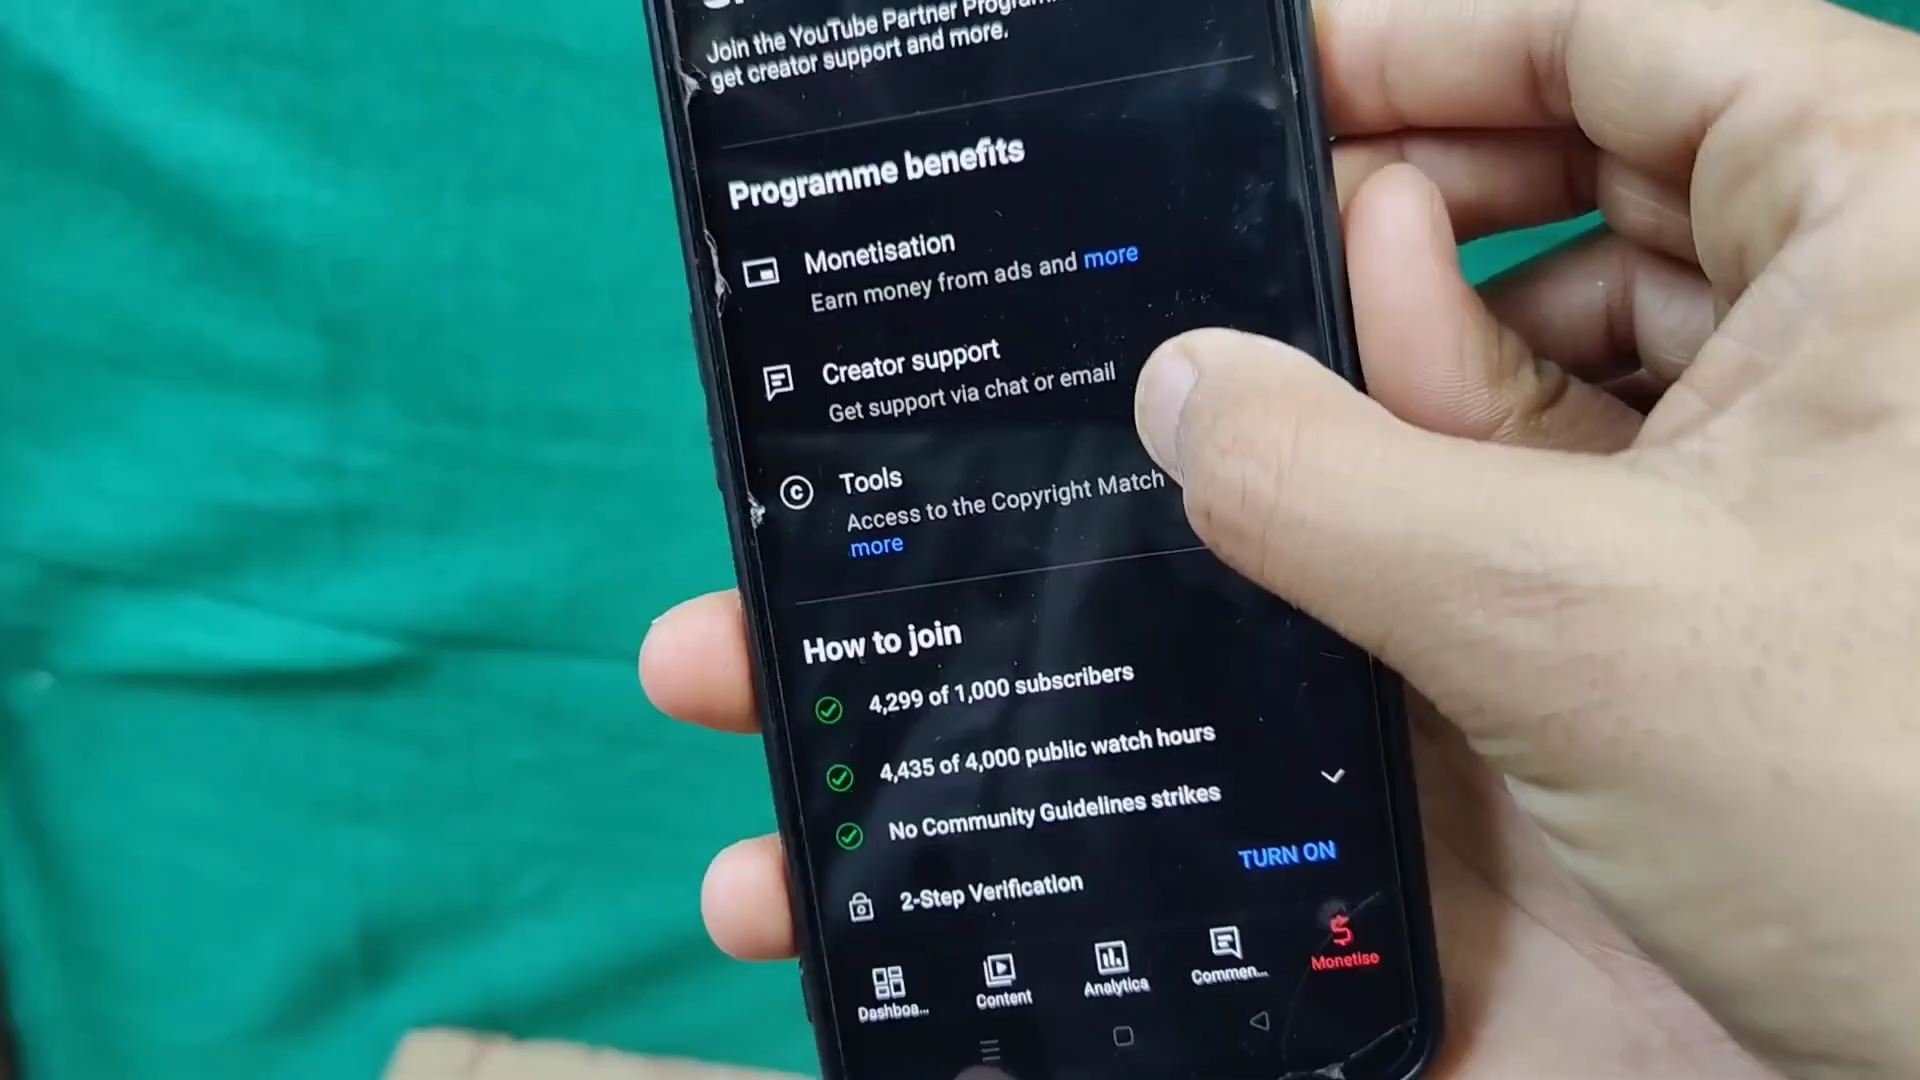 Join the YouTube Partner Programme
get creator support and more.
Programme benefits
Monetisation
Earn money from ads and more
Creator support
Get support via chat or email
Tools
Access to the Copyright Match
more
How to join
4,299 of 1,000 subscribers
4,435 of 4,000 public watch hours
No Community Guidelines strikes
2-Step Verification
TURN ON
Dashboa...
Content
Analytics
Commen...
Monetise